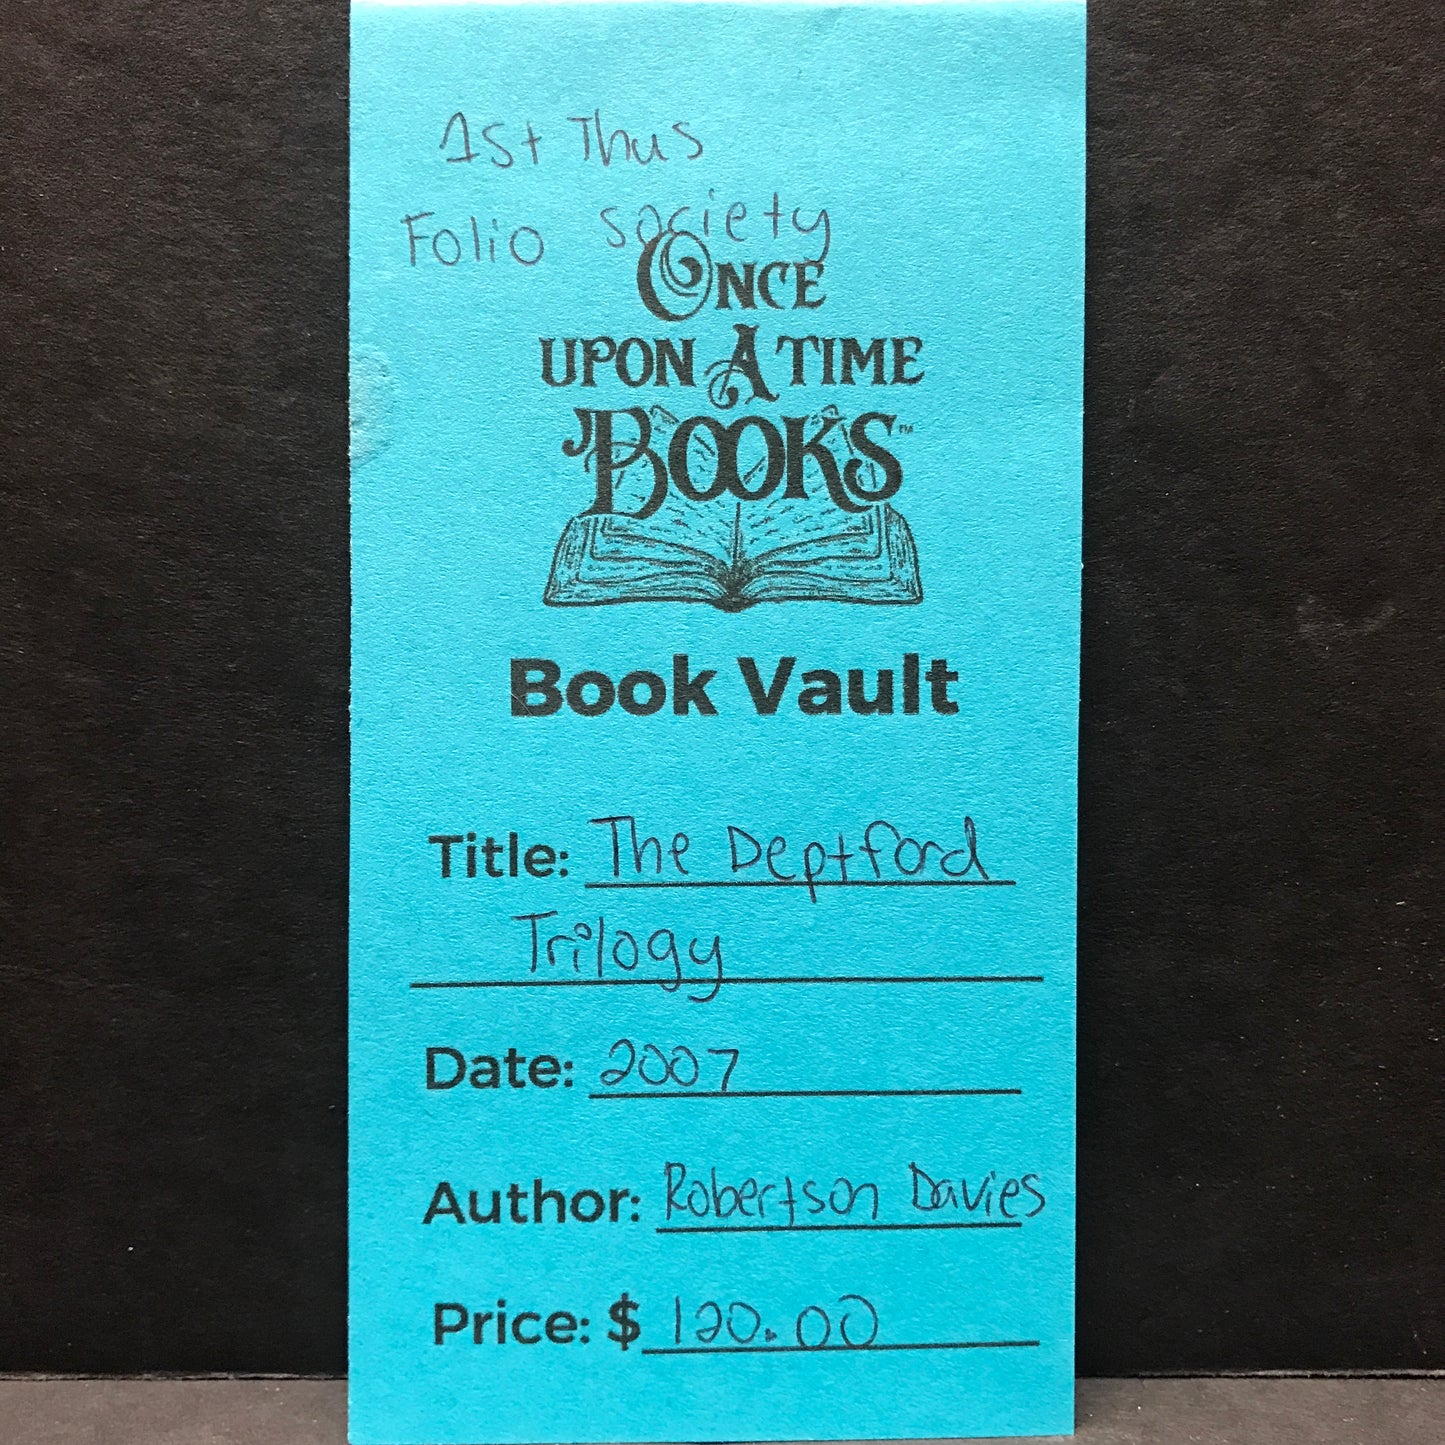 1st Thus
Folio society
ONCE
UPON A TIME
BOOKS™
Book Vault
Title: The Deptford
Trilogy
Date: 2007
Author: Robertson Davies
Price: $ 120.00